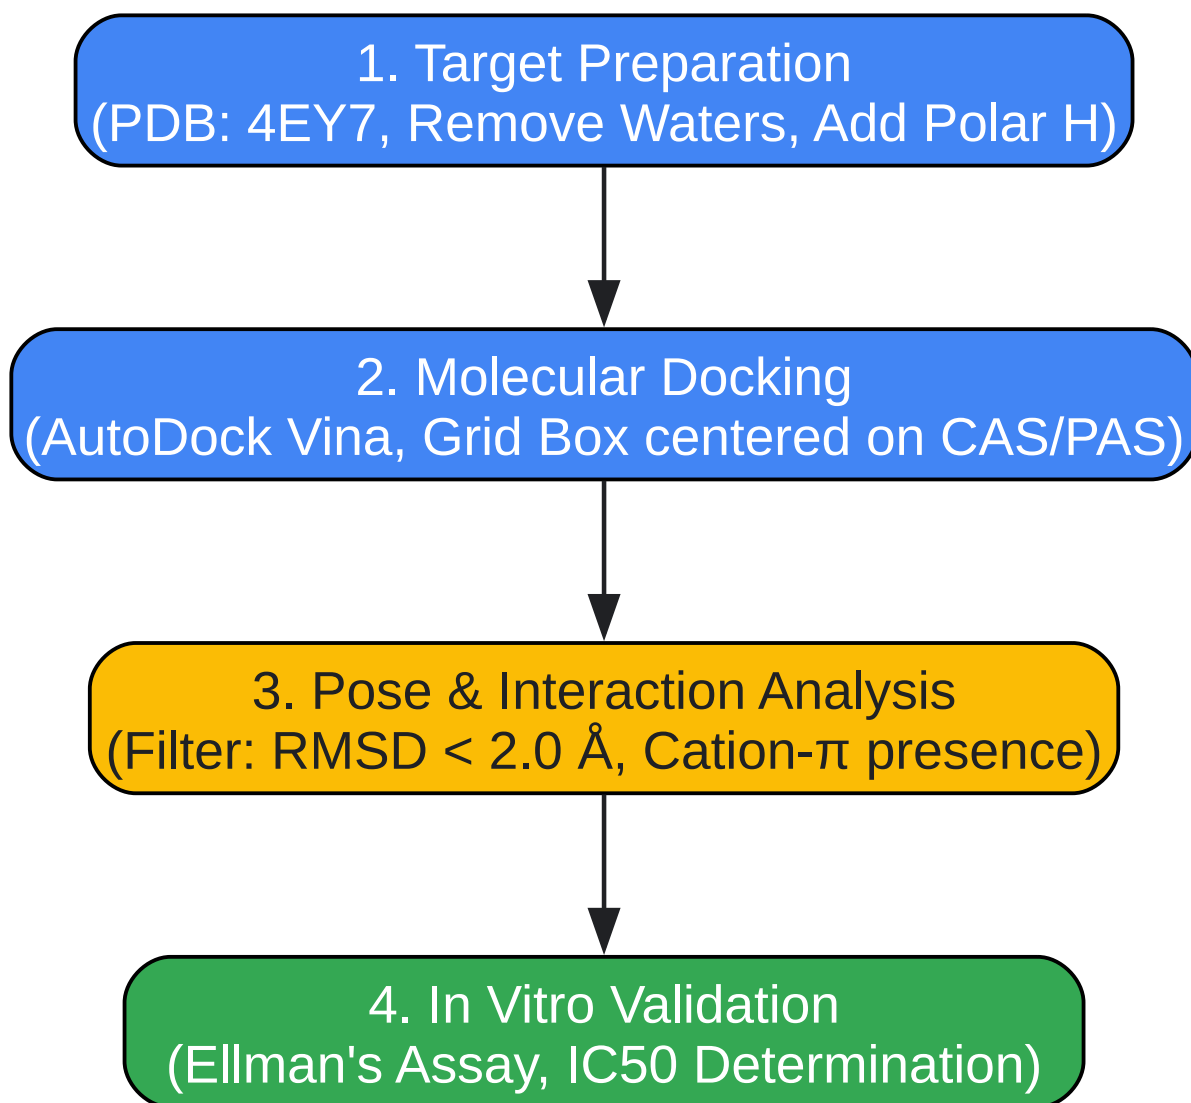 1. Target Preparation
(PDB: 4EY7, Remove Waters, Add Polar H)
2. Molecular Docking
(AutoDock Vina, Grid Box centered on CAS/PAS)
3. Pose & Interaction Analysis
(Filter: RMSD < 2.0 Å, Cation-π presence)
4. In Vitro Validation
(Ellman's Assay, IC50 Determination)